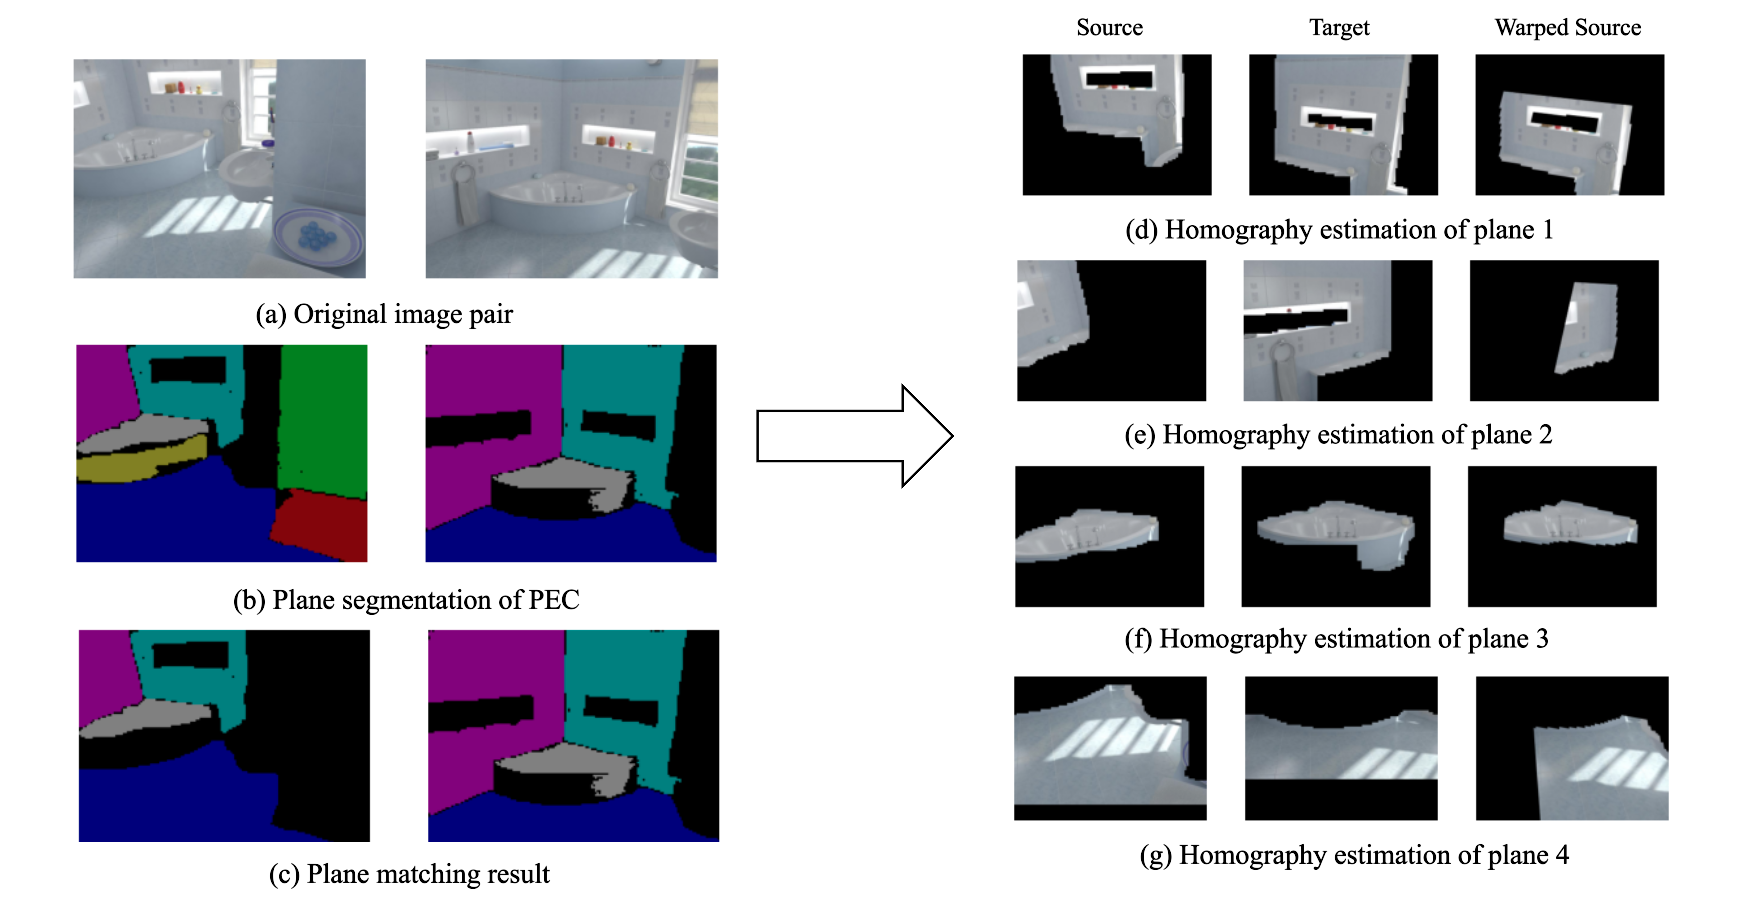 (a) Original image pair
(b) Plane segmentation of PEC
(c) Plane matching result
Source Target Warped Source
(d) Homography estimation of plane 1
(e) Homography estimation of plane 2
(f) Homography estimation of plane 3
(g) Homography estimation of plane 4